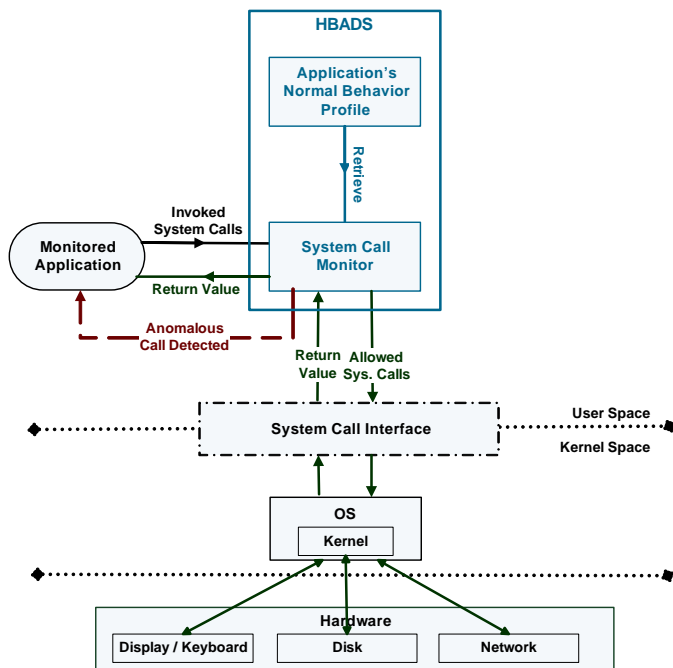 HBADS
Application's
Normal Behavior
Profile
Retrieve
Invoked
System Calls
Monitored
Application
System Call
Monitor
Return Value
Anomalous
Call Detected
Return
Value
Allowed
Sys. Calls
User Space
System Call Interface
Kernel Space
OS
Kernel
Hardware
Display / Keyboard
Disk
Network